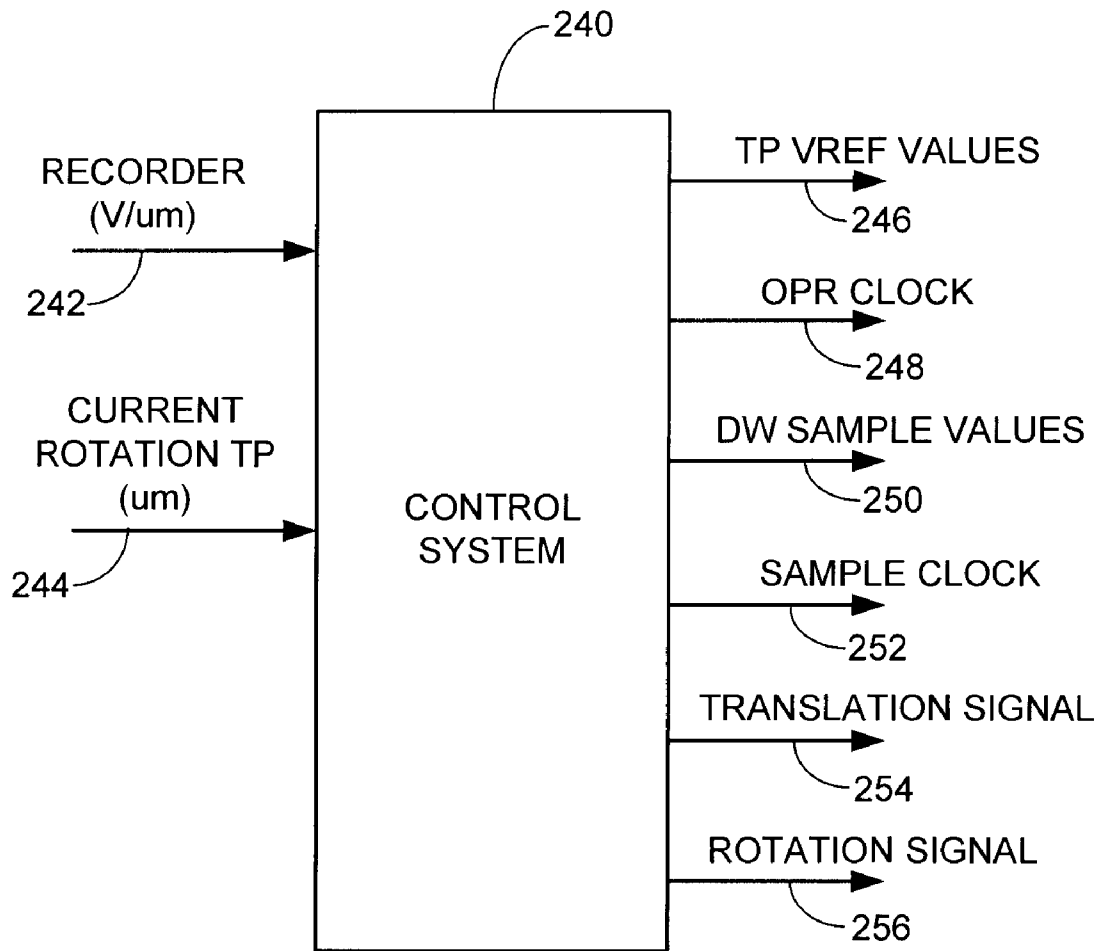 240
RECORDER
(V/um)
242
CURRENT
ROTATION TP
(um)
244
CONTROL
SYSTEM
TP VREF VALUES
246
OPR CLOCK
248
DW SAMPLE VALUES
250
SAMPLE CLOCK
252
TRANSLATION SIGNAL
254
ROTATION SIGNAL
256